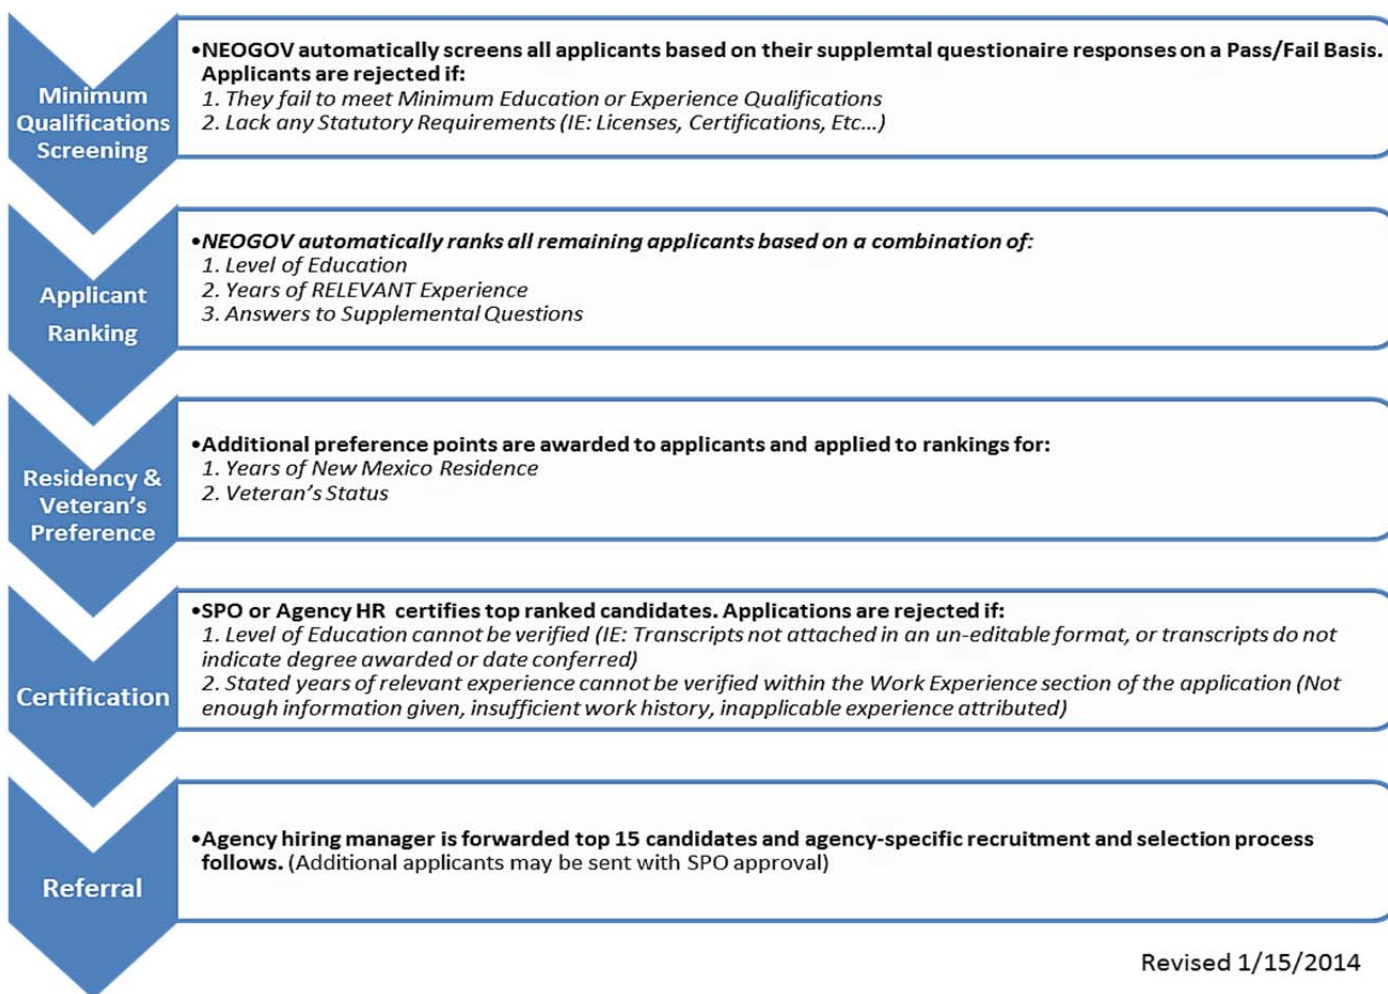 Minimum
Qualifications
Screening
•NEOGOV automatically screens all applicants based on their supplemtal questionaire responses on a Pass/Fail Basis.
Applicants are rejected if:
1. They fail to meet Minimum Education or Experience Qualifications
2. Lack any Statutory Requirements (IE: Licenses, Certifications, Etc...)
Applicant
Ranking
•NEOGOV automatically ranks all remaining applicants based on a combination of:
1. Level of Education
2. Years of RELEVANT Experience
3. Answers to Supplemental Questions
Residency &
Veteran's
Preference
•Additional preference points are awarded to applicants and applied to rankings for:
1. Years of New Mexico Residence
2. Veteran's Status
Certification
•SPO or Agency HR certifies top ranked candidates. Applications are rejected if:
1. Level of Education cannot be verified (IE: Transcripts not attached in an un-editable format, or transcripts do not
indicate degree awarded or date conferred)
2. Stated years of relevant experience cannot be verified within the Work Experience section of the application (Not
enough information given, insufficient work history, inapplicable experience attributed)
Referral
•Agency hiring manager is forwarded top 15 candidates and agency-specific recruitment and selection process
follows. (Additional applicants may be sent with SPO approval)
Revised 1/15/2014